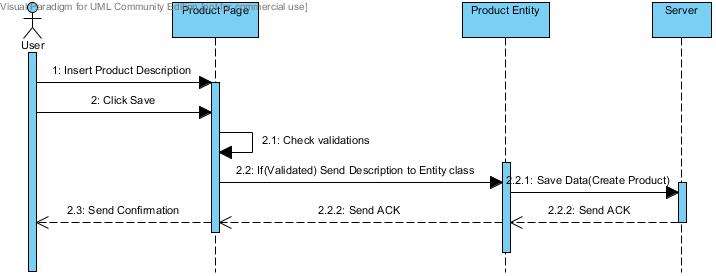 Visual Paradigm for UML Community Edition [not for commercial use]
Product Page
Product Entity
Server
User
1: Insert Product Description
2: Click Save
2.1: Check validations
2.2: If(Validated) Send Description to Entity class
2.2.1: Save Data(Create Product)
2.3: Send Confirmation
2.2.2: Send ACK
2.2.2: Send ACK